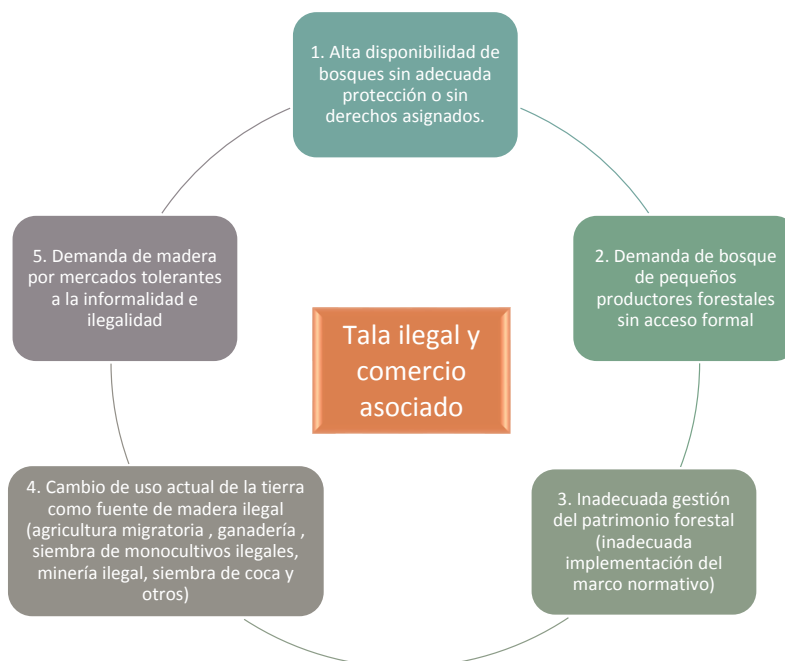 1. Alta disponibilidad de
bosques sin adecuada
protección o sin
derechos asignados.
2. Demanda de bosque
de pequeños
productores forestales
sin acceso formal
3. Inadecuada gestión
del patrimonio forestal
(inadecuada
implementación del
marco normativo)
4. Cambio de uso actual de la tierra
como fuente de madera ilegal
(agricultura migratoria , ganadería ,
siembra de monocultivos ilegales,
minería ilegal, siembra de coca y
otros)
5. Demanda de madera
por mercados tolerantes
a la informalidad e
ilegalidad
Tala ilegal y
comercio
asociado